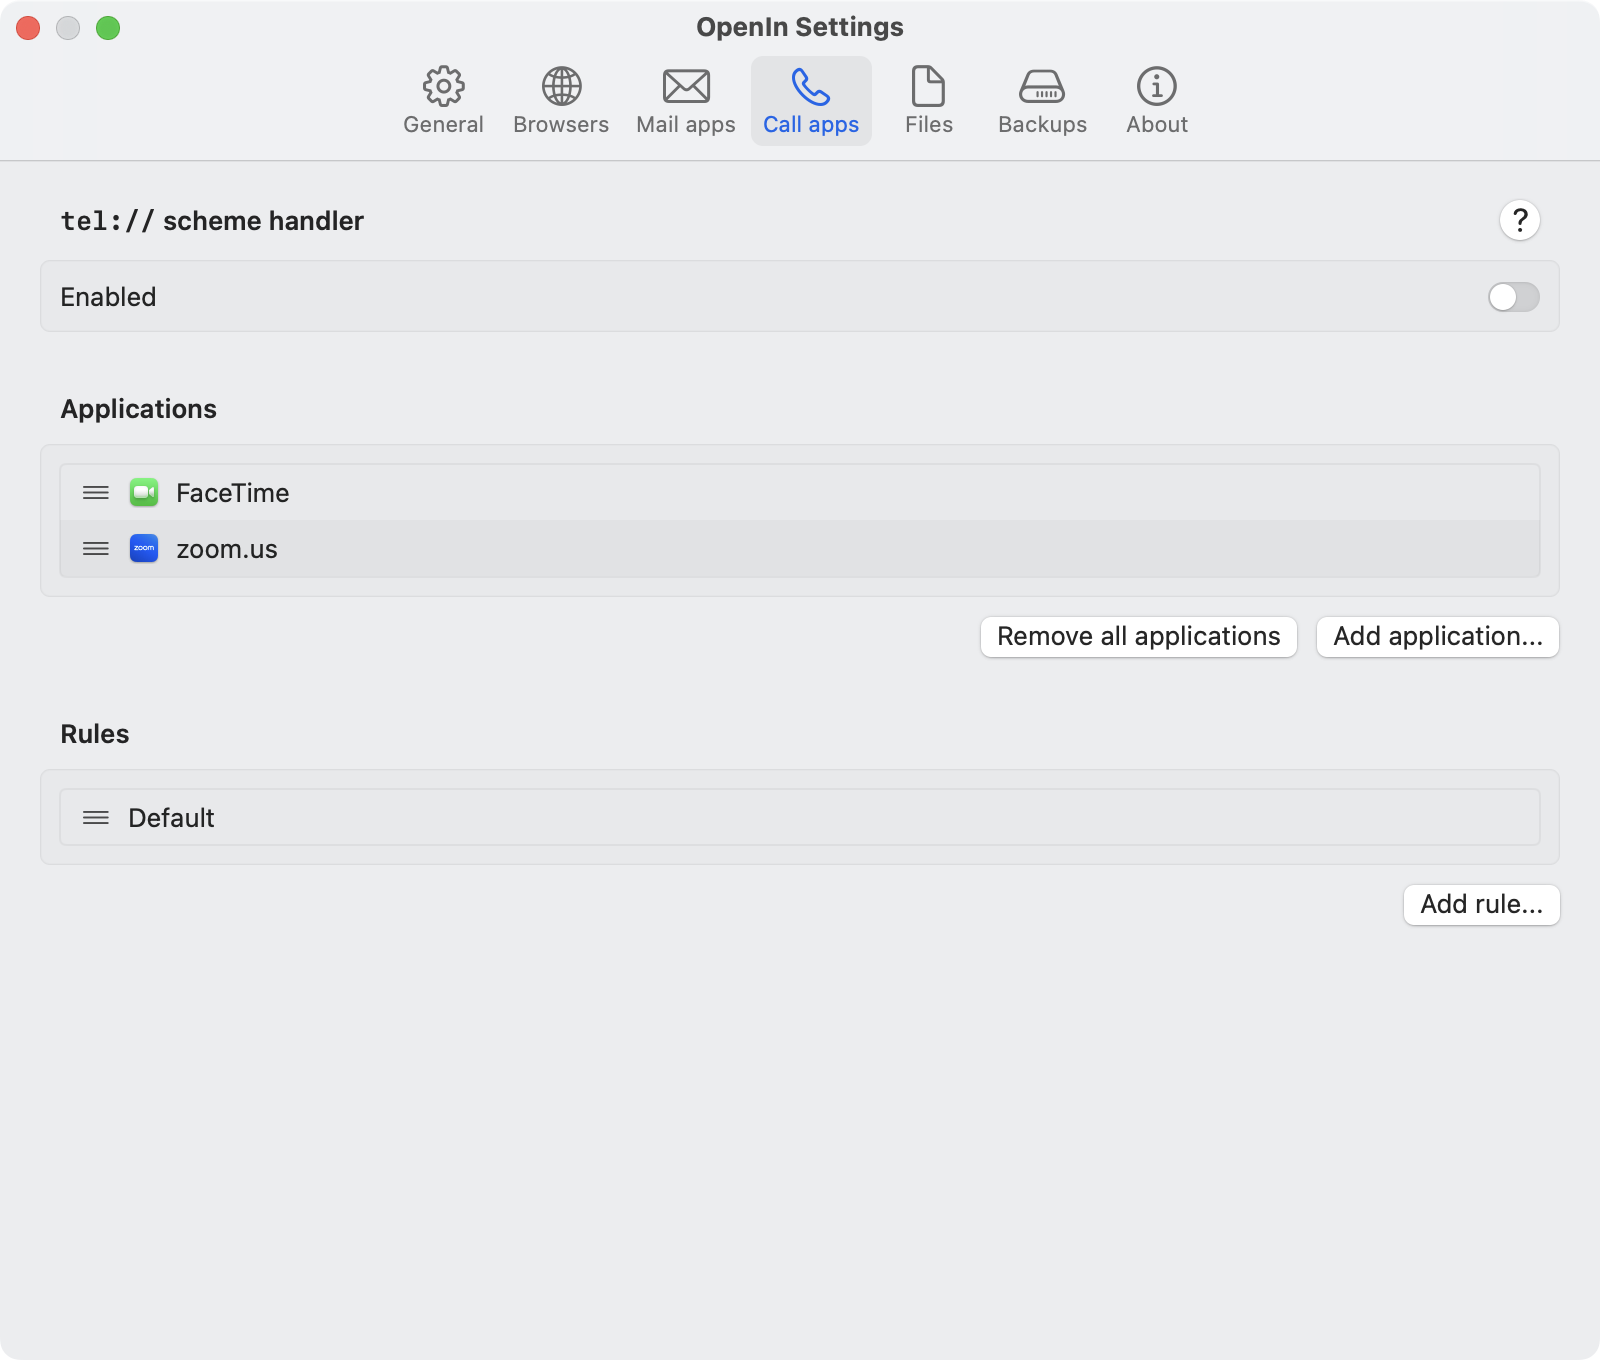 OpenIn Settings
General Browsers Mail apps Call apps Files Backups About
tel:// scheme handler ?
Enabled
Applications
FaceTime
zoom zoom.us
Remove all applications Add application...
Rules
Default
Add rule...